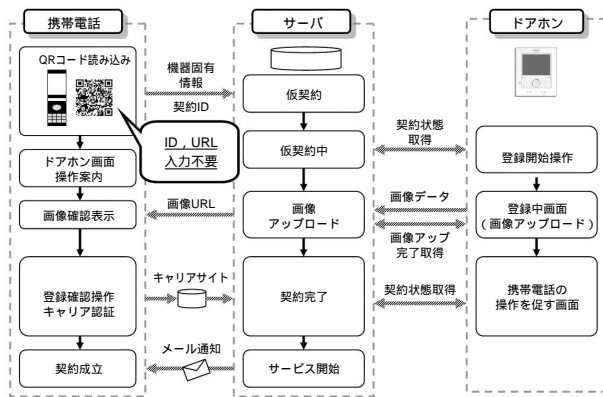 携帯電話
QRコード読み込み
ID,URL
入力不要
ドアホン画面
操作案内
画像確認表示
登録確認操作
キャリア認証
契約成立
機器固有
情報
契約ID
画像URL
キャリアサイト
メール通知
サーバ
仮契約
仮契約中
画像
アップロード
契約完了
サービス開始
契約状態
取得
画像データ
画像アップ
完了取得
契約状態取得
ドアホン
登録開始操作
登録中画面
(画像アップロード)
携帯電話の
操作を促す画面